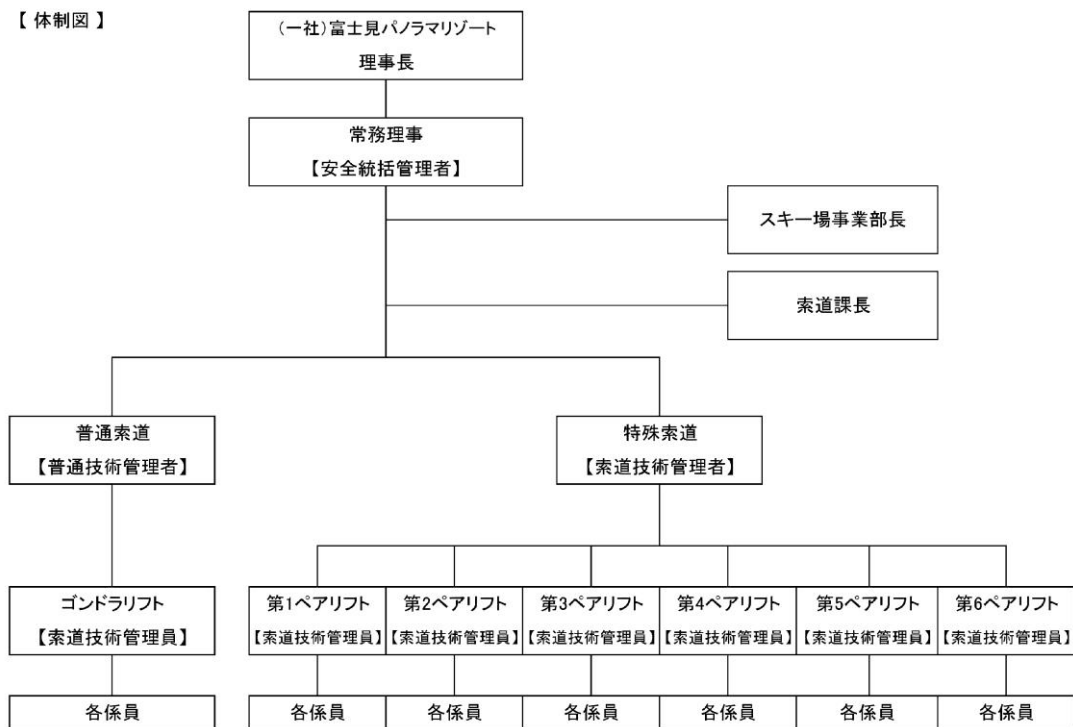 【 体制図 】
(一社)富士見パノラマリゾート
理事長
常務理事
【安全統括管理者】
スキー場事業部長
索道課長
普通索道
【普通技術管理者】
特殊索道
【索道技術管理者】
ゴンドラリフト
【索道技術管理員】
第1ペアリフト
【索道技術管理員】
第2ペアリフト
【索道技術管理員】
第3ペアリフト
【索道技術管理員】
第4ペアリフト
【索道技術管理員】
第5ペアリフト
【索道技術管理員】
第6ペアリフト
【索道技術管理員】
各係員
各係員
各係員
各係員
各係員
各係員
各係員